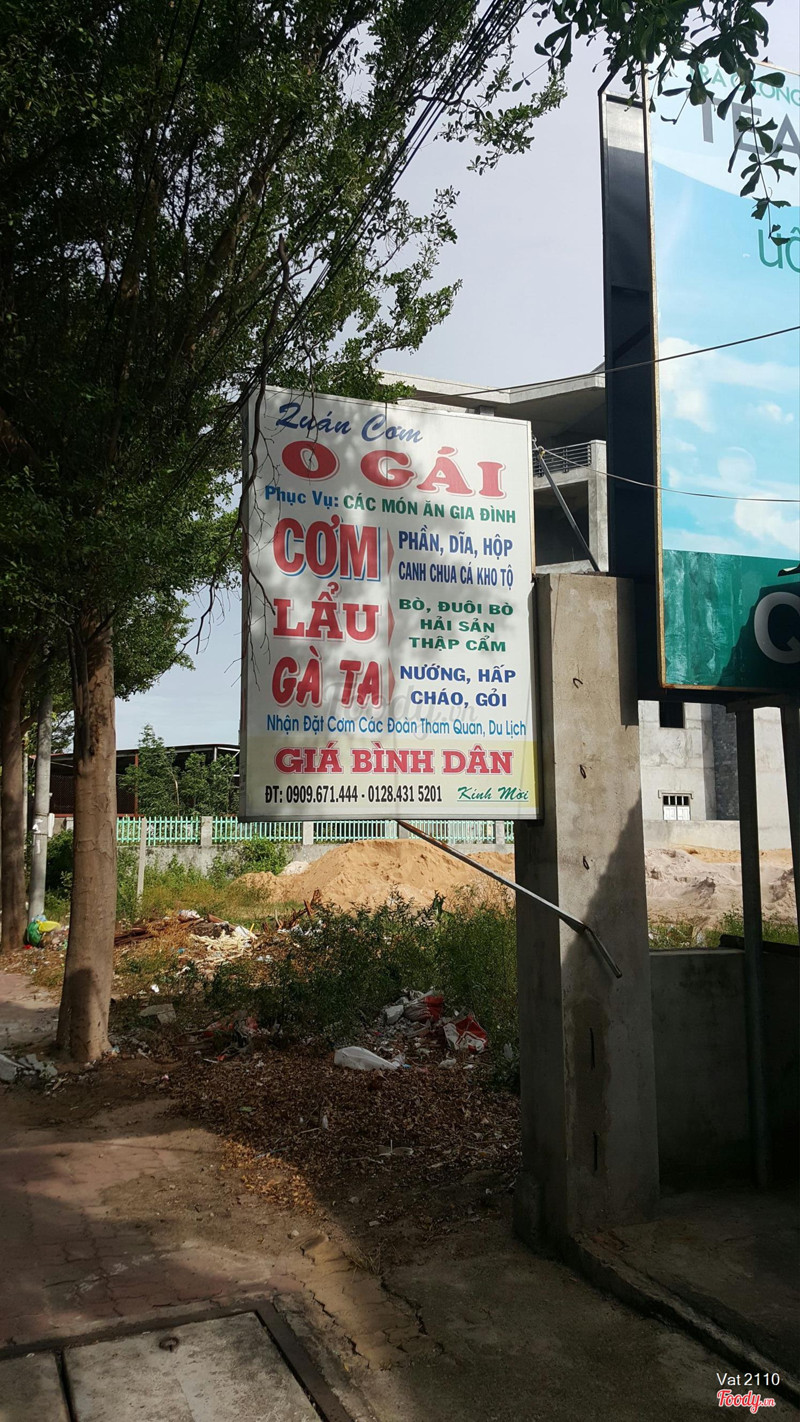 Quán Cơm
O GÁI
Phục Vụ: CÁC MÓN ĂN GIA ĐÌNH
CƠM
PHẦN, DĨA, HỘP
CANH CHUA CÁ KHO TỘ
LẨU
BÒ, ĐUÔI BÒ
HẢI SẢN
THẬP CẨM
GÀ TA
NƯỚNG, HẤP
CHÁO, GỎI
Nhận Đặt Cơm Các Đoàn Tham Quan, Du Lịch
GIÁ BÌNH DÂN
ĐT: 0909.671.444 - 0128.431 5201 Kính Mời
TEA
Foody.vn
Vat 2110
Foody.vn